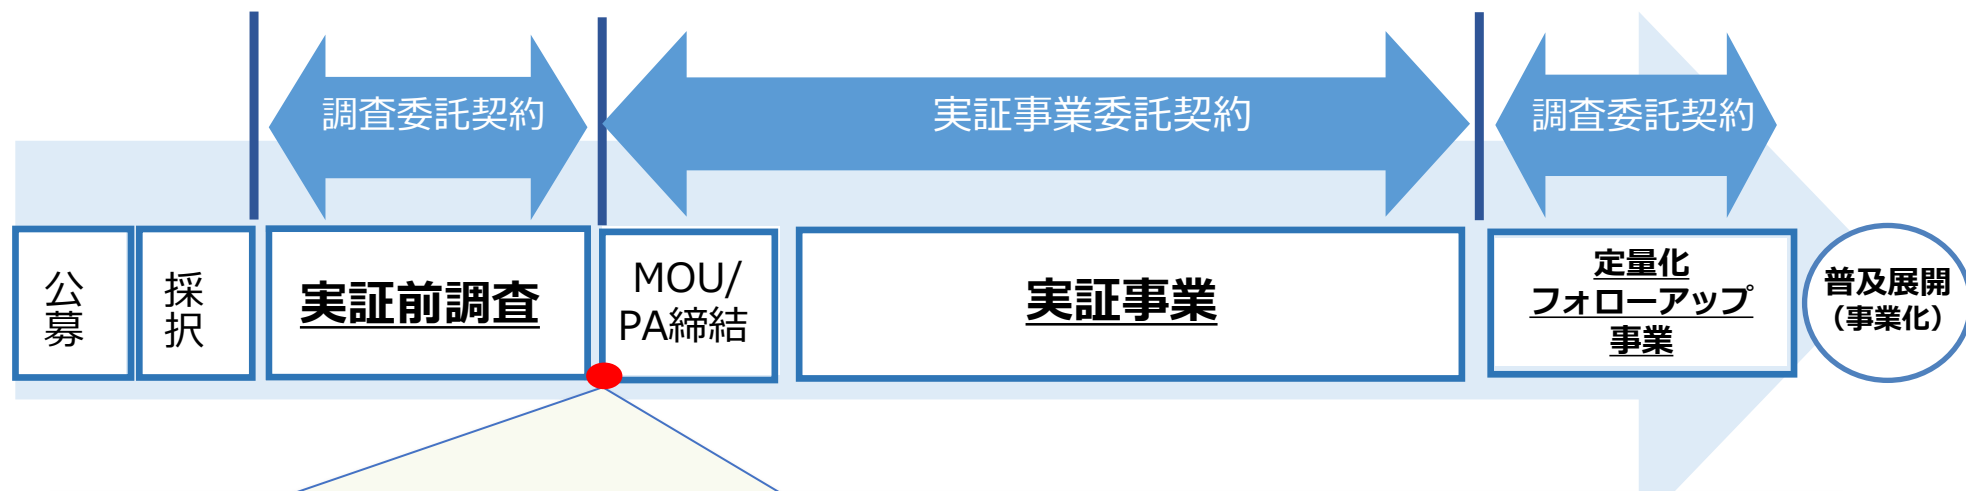 調査委託契約
実証事業委託契約
調査委託契約
公募
採択
実証前調査
MOU/
PA締結
実証事業
定量化
フォローアップ
事業
普及展開
（事業化）